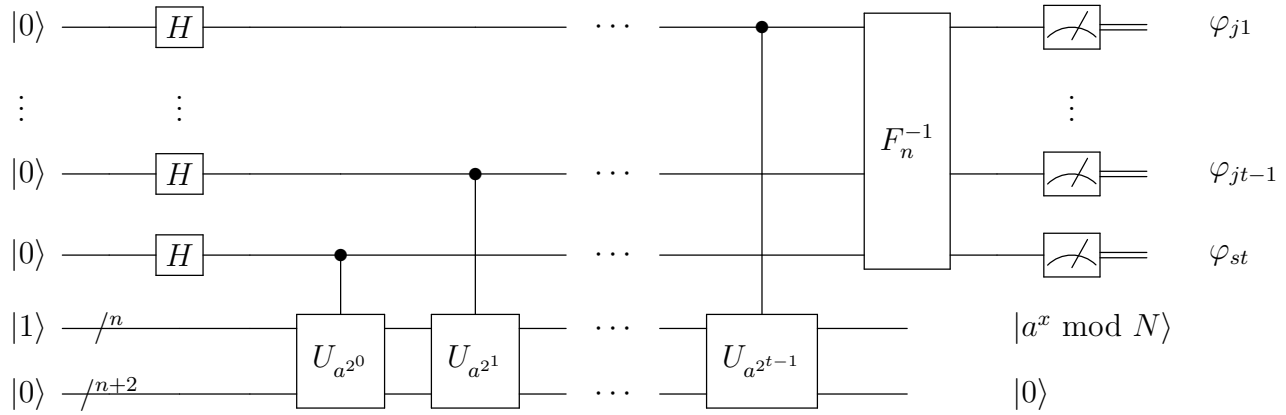 |0⟩ H ··· φ_{j1}
⋮ ⋮ ⋮
|0⟩ H ··· F_n^{-1} φ_{jt−1}
|0⟩ H ··· φ_{st}
|1⟩ /^n U_{a^{2^0}} U_{a^{2^1}} ··· U_{a^{2^{t−1}}} |a^x mod N⟩
|0⟩ /^{n+2} ··· |0⟩